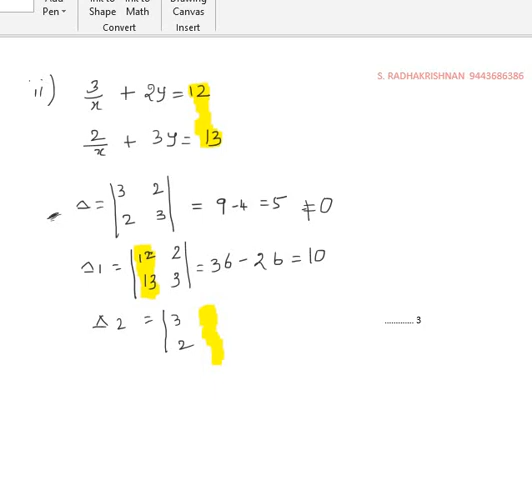 Pen
Shape
Math
Canvas
Convert
Insert
S. RADHAKRISHNAN 9443686386
ii) 3/x + 2y = 12
2/x + 3y = 13
Δ = |3 2; 2 3| = 9 - 4 = 5 ≠ 0
Δ1 = |12 2; 13 3| = 36 - 26 = 10
Δ2 = |3; 2
.............. 3